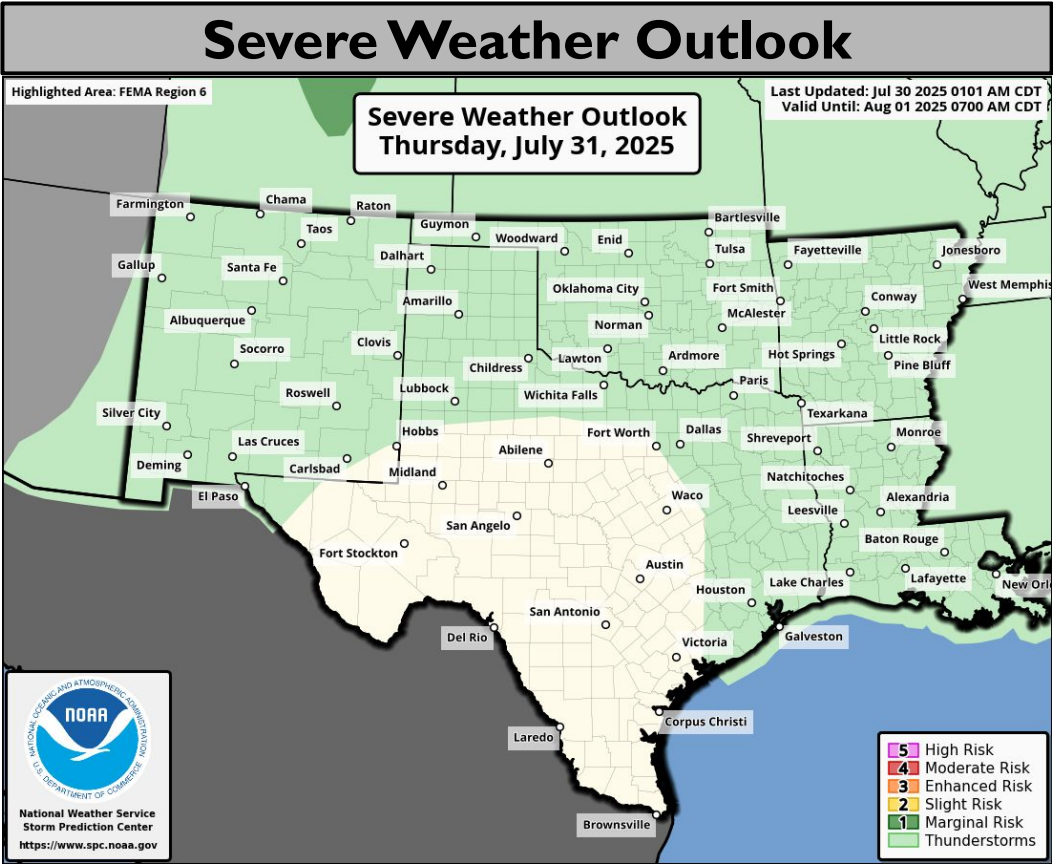 Severe Weather Outlook
Highlighted Area: FEMA Region 6
Last Updated: Jul 30 2025 0101 AM CDT
Valid Until: Aug 01 2025 0700 AM CDT
Severe Weather Outlook
Thursday, July 31, 2025
Farmington
Chama
Raton
Taos
Guymon
Bartlesville
Woodward
Enid
Tulsa
Fayetteville
Jonesboro
Gallup
Santa Fe
Dalhart
Oklahoma City
Fort Smith
West Memphis
Albuquerque
Amarillo
Norman
McAlester
Conway
Socorro
Clovis
Childress
Lawton
Ardmore
Hot Springs
Little Rock
Pine Bluff
Roswell
Lubbock
Wichita Falls
Paris
Silver City
Texarkana
Las Cruces
Hobbs
Abilene
Fort Worth
Dallas
Shreveport
Monroe
Deming
Carlsbad
Midland
Natchitoches
El Paso
Waco
Alexandria
San Angelo
Leesville
Fort Stockton
Baton Rouge
Austin
Houston
Lake Charles
Lafayette
New Orle
San Antonio
Del Rio
Victoria
Galveston
Corpus Christi
Laredo
Brownsville
NATIONAL OCEANIC AND ATMOSPHERIC ADMINISTRATION
NOAA
U.S. DEPARTMENT OF COMMERCE
National Weather Service
Storm Prediction Center
https://www.spc.noaa.gov
5 High Risk
4 Moderate Risk
3 Enhanced Risk
2 Slight Risk
1 Marginal Risk
Thunderstorms